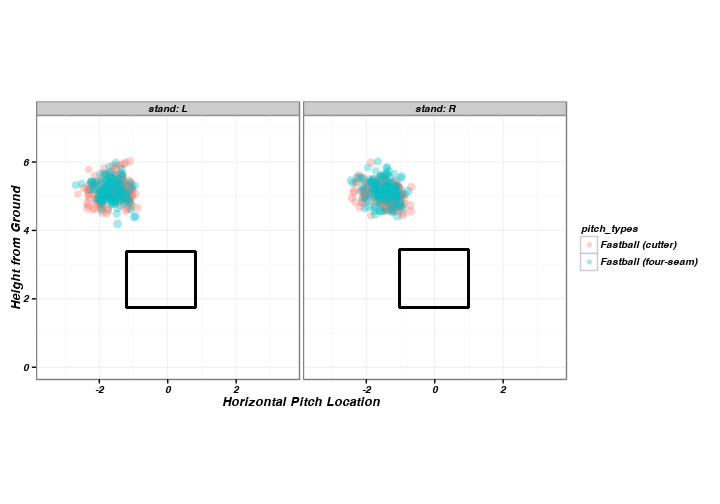 stand: L
stand: R
6
4
2
0
Height from Ground
-2
0
2
-2
0
2
Horizontal Pitch Location
pitch_types
Fastball (cutter)
Fastball (four-seam)